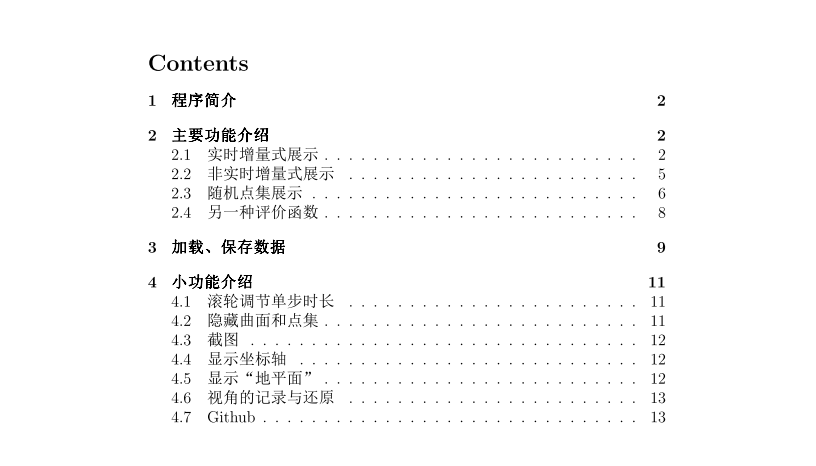 Contents
1 程序简介 2
2 主要功能介绍 2
2.1 实时增量式展示 . . . . . . . . . . . . . . . . . . . . . . . . . . 2
2.2 非实时增量式展示 . . . . . . . . . . . . . . . . . . . . . . . . 5
2.3 随机点集展示 . . . . . . . . . . . . . . . . . . . . . . . . . . . 6
2.4 另一种评价函数 . . . . . . . . . . . . . . . . . . . . . . . . . . 8
3 加载、保存数据 9
4 小功能介绍 11
4.1 滚轮调节单步时长 . . . . . . . . . . . . . . . . . . . . . . . . 11
4.2 隐藏曲面和点集 . . . . . . . . . . . . . . . . . . . . . . . . . . 11
4.3 截图 . . . . . . . . . . . . . . . . . . . . . . . . . . . . . . . . 12
4.4 显示坐标轴 . . . . . . . . . . . . . . . . . . . . . . . . . . . . 12
4.5 显示“地平面” . . . . . . . . . . . . . . . . . . . . . . . . . . 12
4.6 视角的记录与还原 . . . . . . . . . . . . . . . . . . . . . . . . 13
4.7 Github . . . . . . . . . . . . . . . . . . . . . . . . . . . . . . . 13